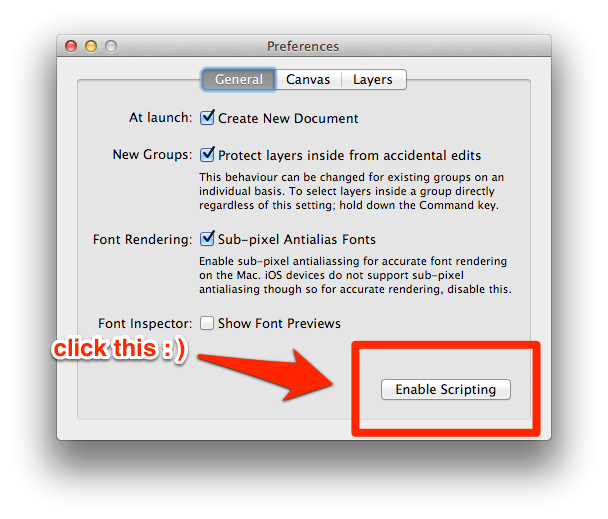 Preferences
General Canvas Layers
At launch: Create New Document
New Groups: Protect layers inside from accidental edits
This behaviour can be changed for existing groups on an
individual basis. To select layers inside a group directly
regardless of this setting; hold down the Command key.
Font Rendering: Sub-pixel Antialias Fonts
Enable sub-pixel antialiassing for accurate font rendering
on the Mac. iOS devices do not support sub-pixel
antialiasing though so for accurate rendering, disable this.
Font Inspector: Show Font Previews
click this : )
Enable Scripting